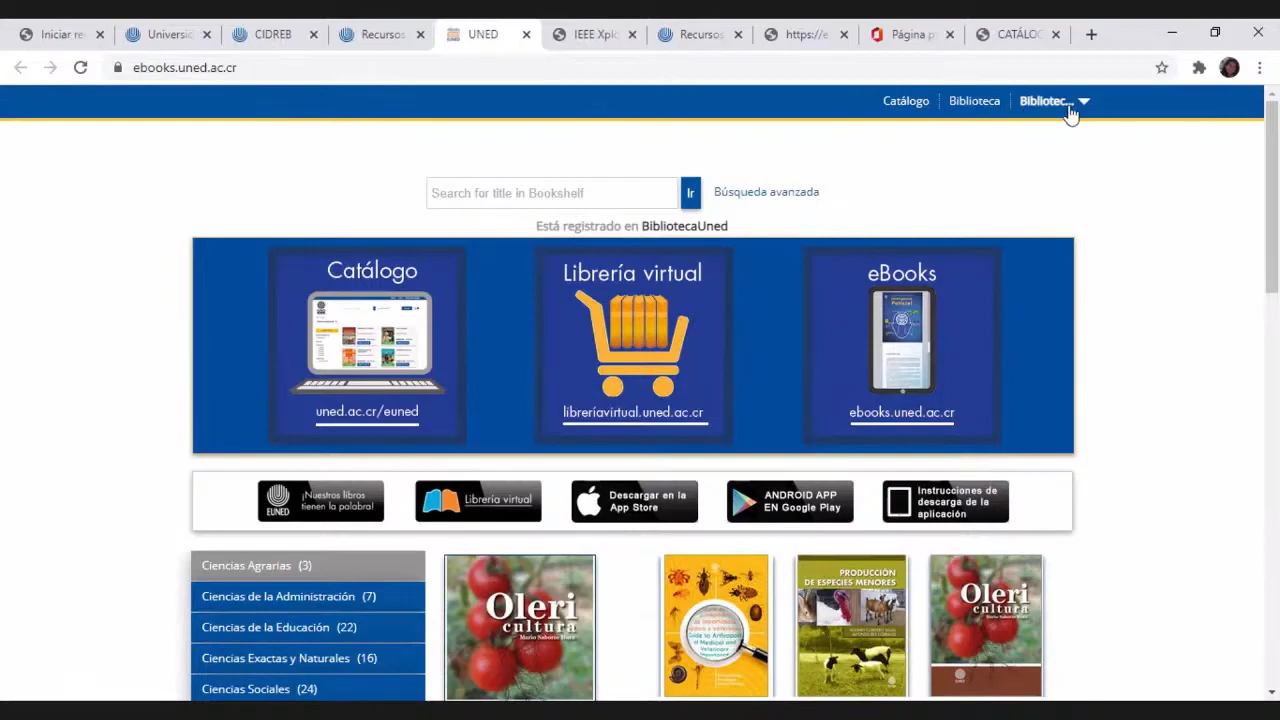 Iniciar re
Universi
CIDREB
Recursos
UNED
IEEE Xpl
Recursos
https://e
Página p
CATÁLOG
ebooks.uned.ac.cr
Catálogo
Biblioteca
Bibliotec...
Search for title in Bookshelf
Ir
Búsqueda avanzada
Está registrado en BibliotecaUned
Catálogo
uned.ac.cr/euned
Librería virtual
libreríavirtual.uned.ac.cr
eBooks
ebooks.uned.ac.cr
EUNED
¡Nuestros libros
tienen la palabra!
Librería virtual
Descargar en la
App Store
ANDROID APP
EN Google Play
Instrucciones de
descarga de la
aplicación
Ciencias Agrarias (3)
Ciencias de la Administración (7)
Ciencias de la Educación (22)
Ciencias Exactas y Naturales (16)
Ciencias Sociales (24)
Oleri
cultura
PRODUCCIÓN
DE ESPECIES MENORES
Oleri
cultura